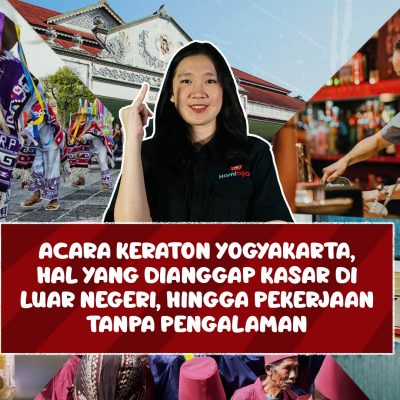 ACARA KERATON YOGYAKARTA,
HAL YANG DIANGGAP KASAR DI
LUAR NEGERI, HINGGA PEKERJAAN
TANPA PENGALAMAN